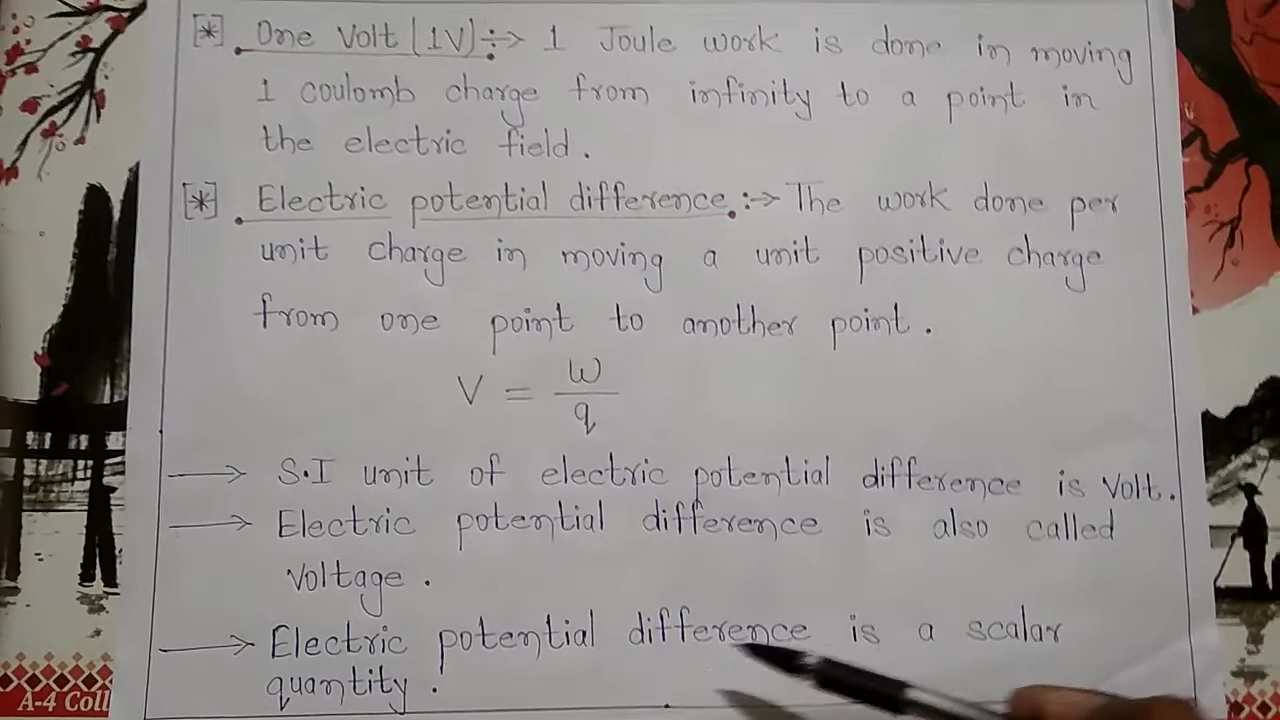 [*] One Volt (1V) ÷> 1 Joule work is done in moving
1 coulomb charge from infinity to a point in
the electric field.
[*] Electric potential difference :-> The work done per
unit charge in moving a unit positive charge
from one point to another point.
V = W/q
→ S.I unit of electric potential difference is Volt.
→ Electric potential difference is also called
Voltage.
→ Electric potential difference is a scalar
quantity.
A-4 Coll